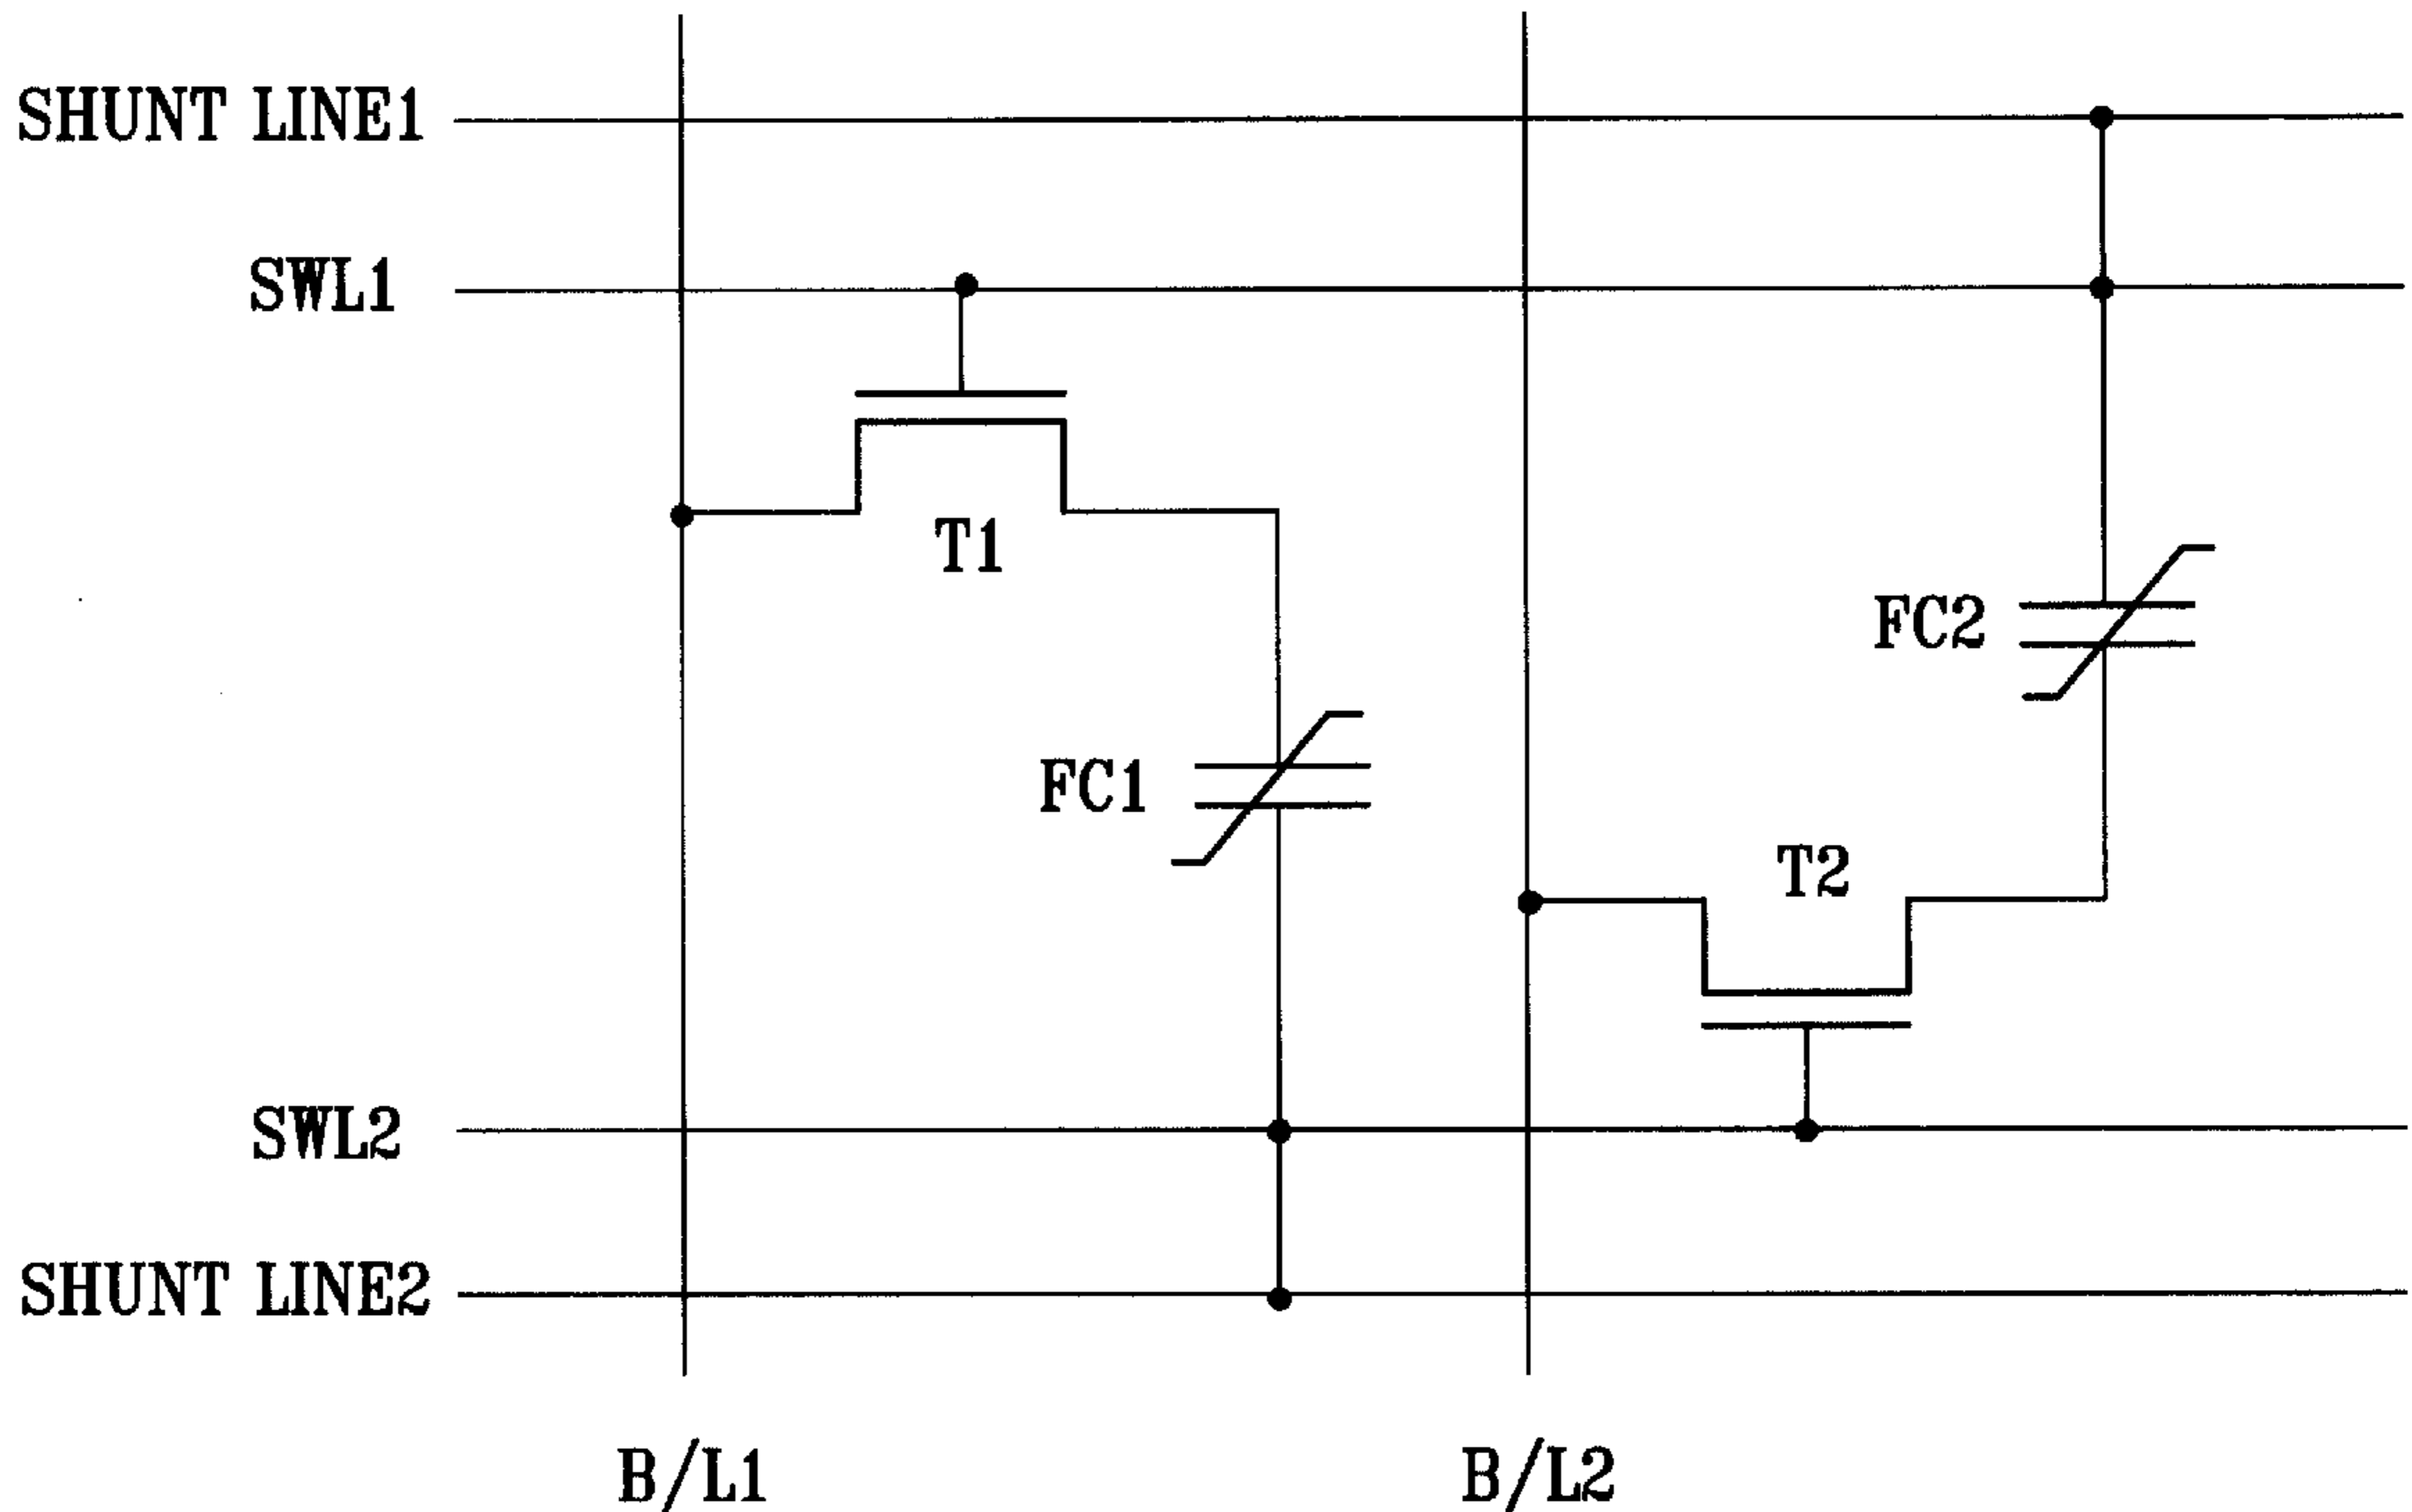 SHUNT LINE1
SWL1
T1
FC2
FC1
T2
SWL2
SHUNT LINE2
B/L1
B/L2